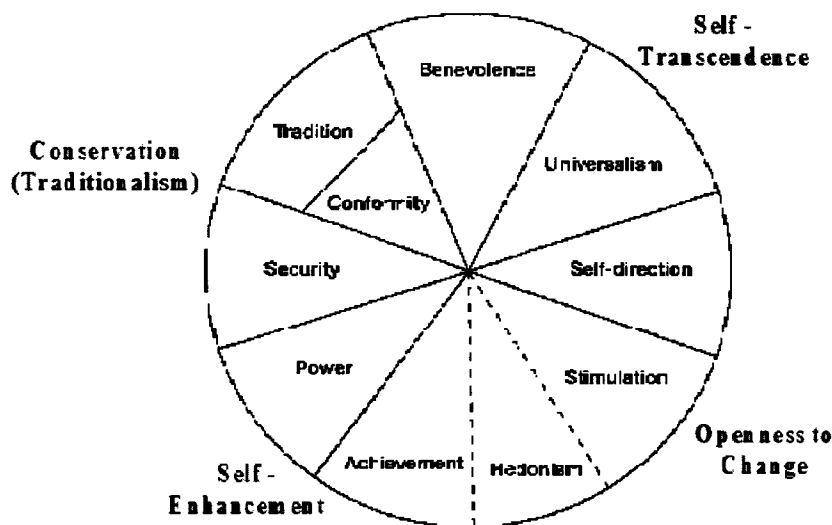 Self -
Transcendence
Benevolence
Tradition
Universalism
Conservation
(Traditionalism)
Conformity
Security
Self-direction
Power
Stimulation
Achievement
Hedonism
Openness to
Change
Self -
Enhancement